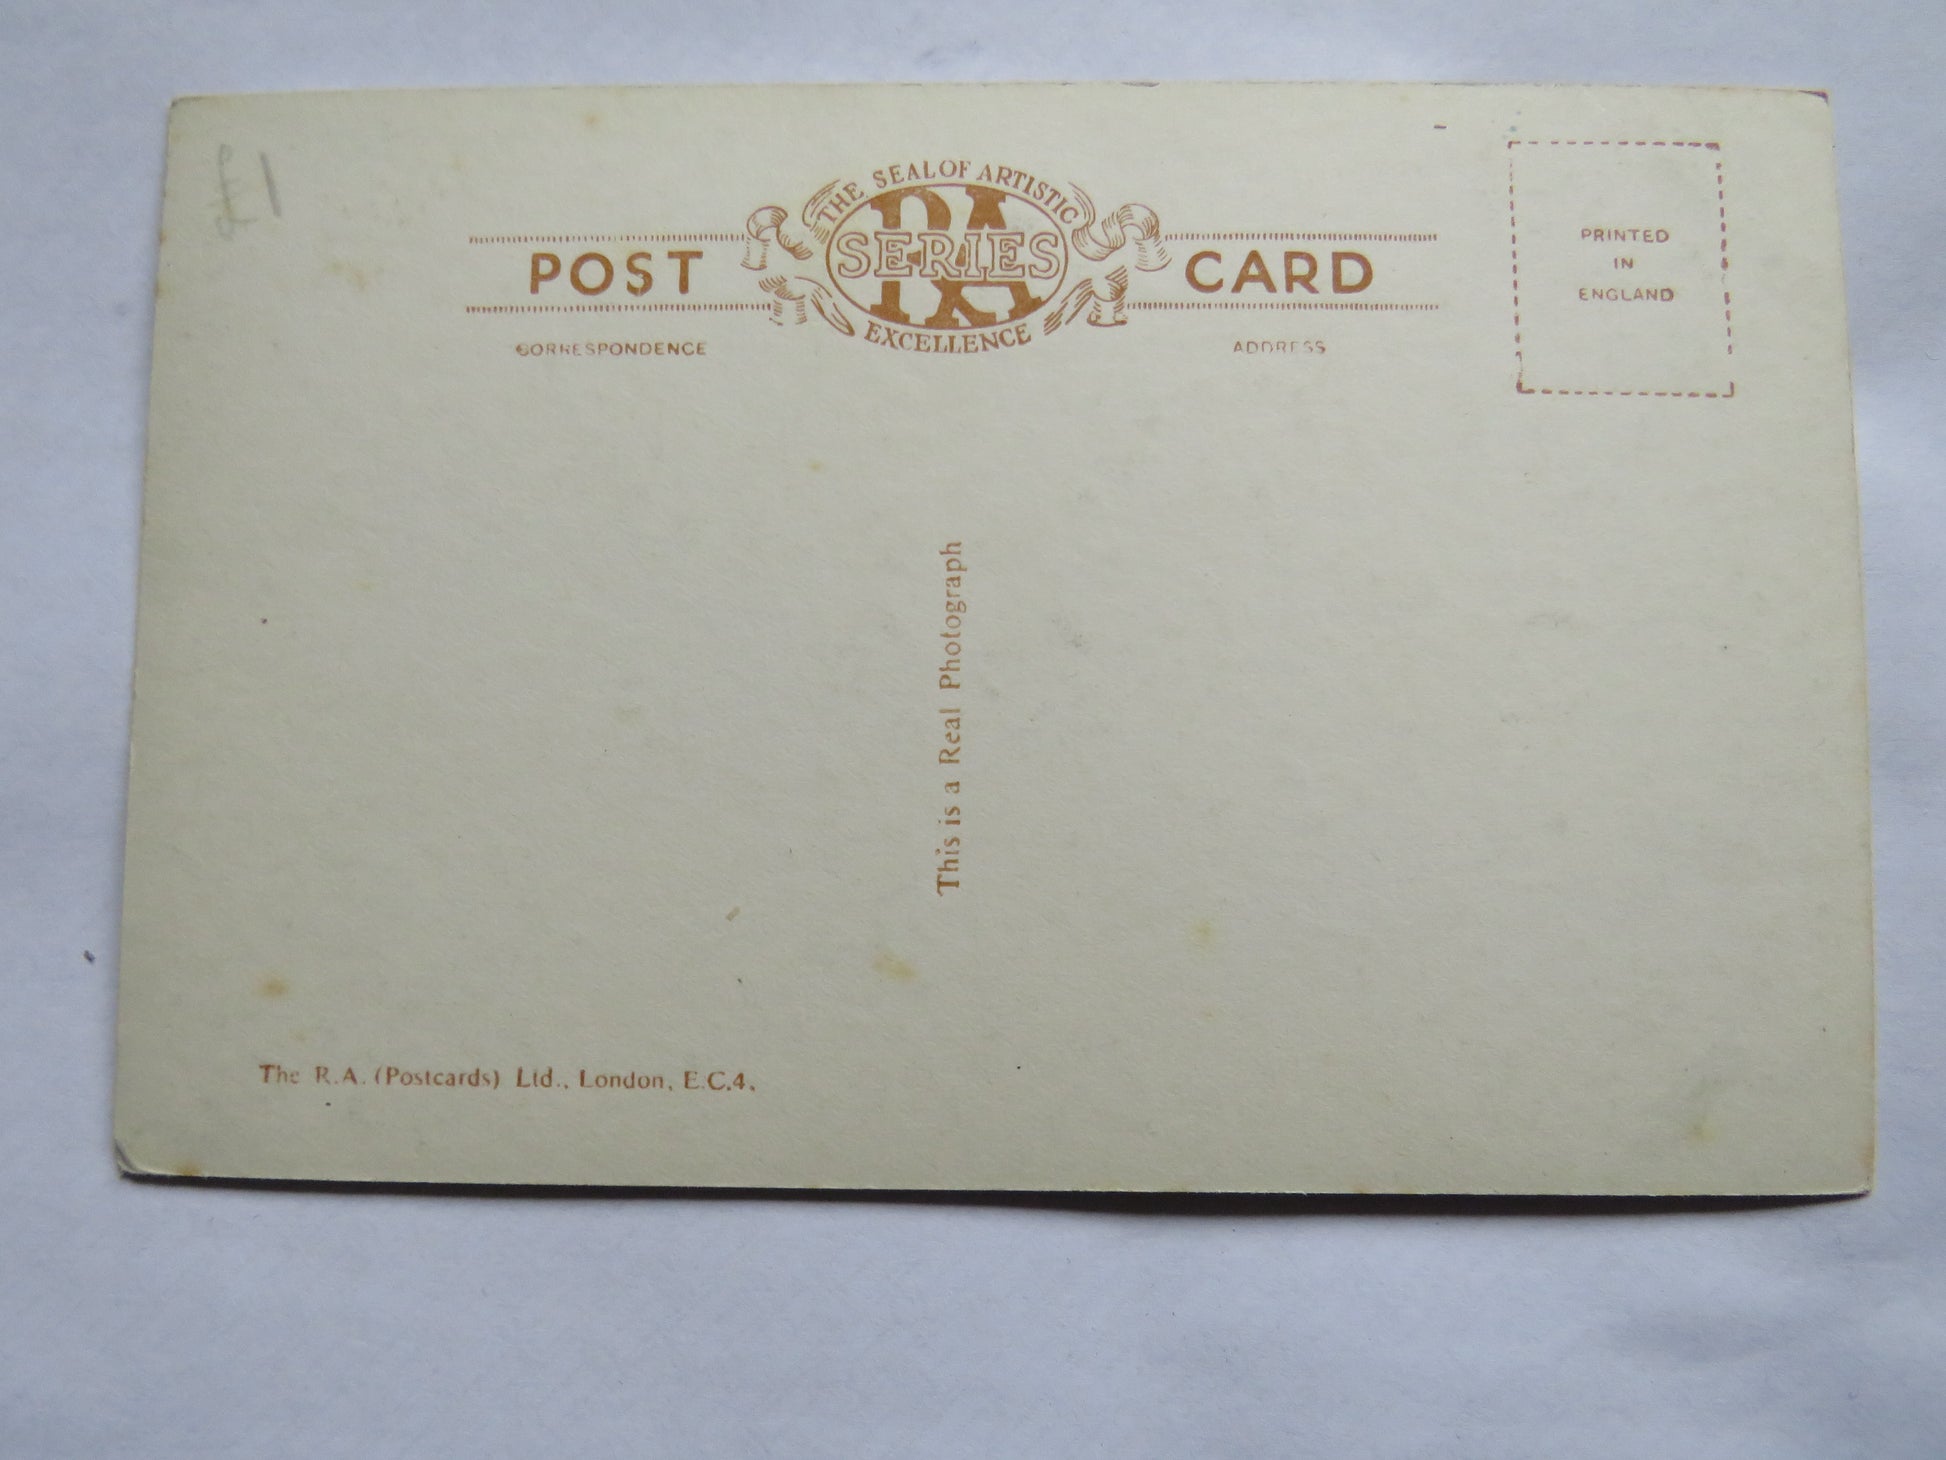 £1
THE SEAL OF ARTISTIC
RA
SERIES
EXCELLENCE
POST CARD
CORRESPONDENCE
ADDRESS
PRINTED
IN
ENGLAND
This is a Real Photograph
The R.A. (Postcards) Ltd., London, E.C.4.